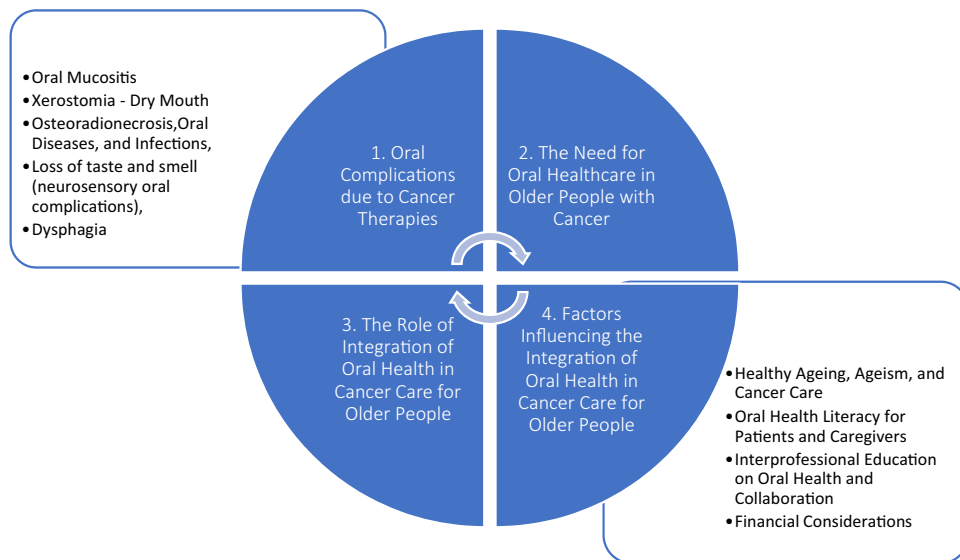 •Oral Mucositis
•Xerostomia - Dry Mouth
•Osteoradionecrosis,Oral
Diseases, and Infections,
•Loss of taste and smell
(neurosensory oral
complications),
•Dysphagia
1. Oral
Complications
due to Cancer
Therapies
2. The Need for
Oral Healthcare in
Older People with
Cancer
3. The Role of
Integration of
Oral Health in
Cancer Care for
Older People
4. Factors
Influencing the
Integration of
Oral Health in
Cancer Care for
Older People
•Healthy Ageing, Ageism, and
Cancer Care
•Oral Health Literacy for
Patients and Caregivers
•Interprofessional Education
on Oral Health and
Collaboration
•Financial Considerations